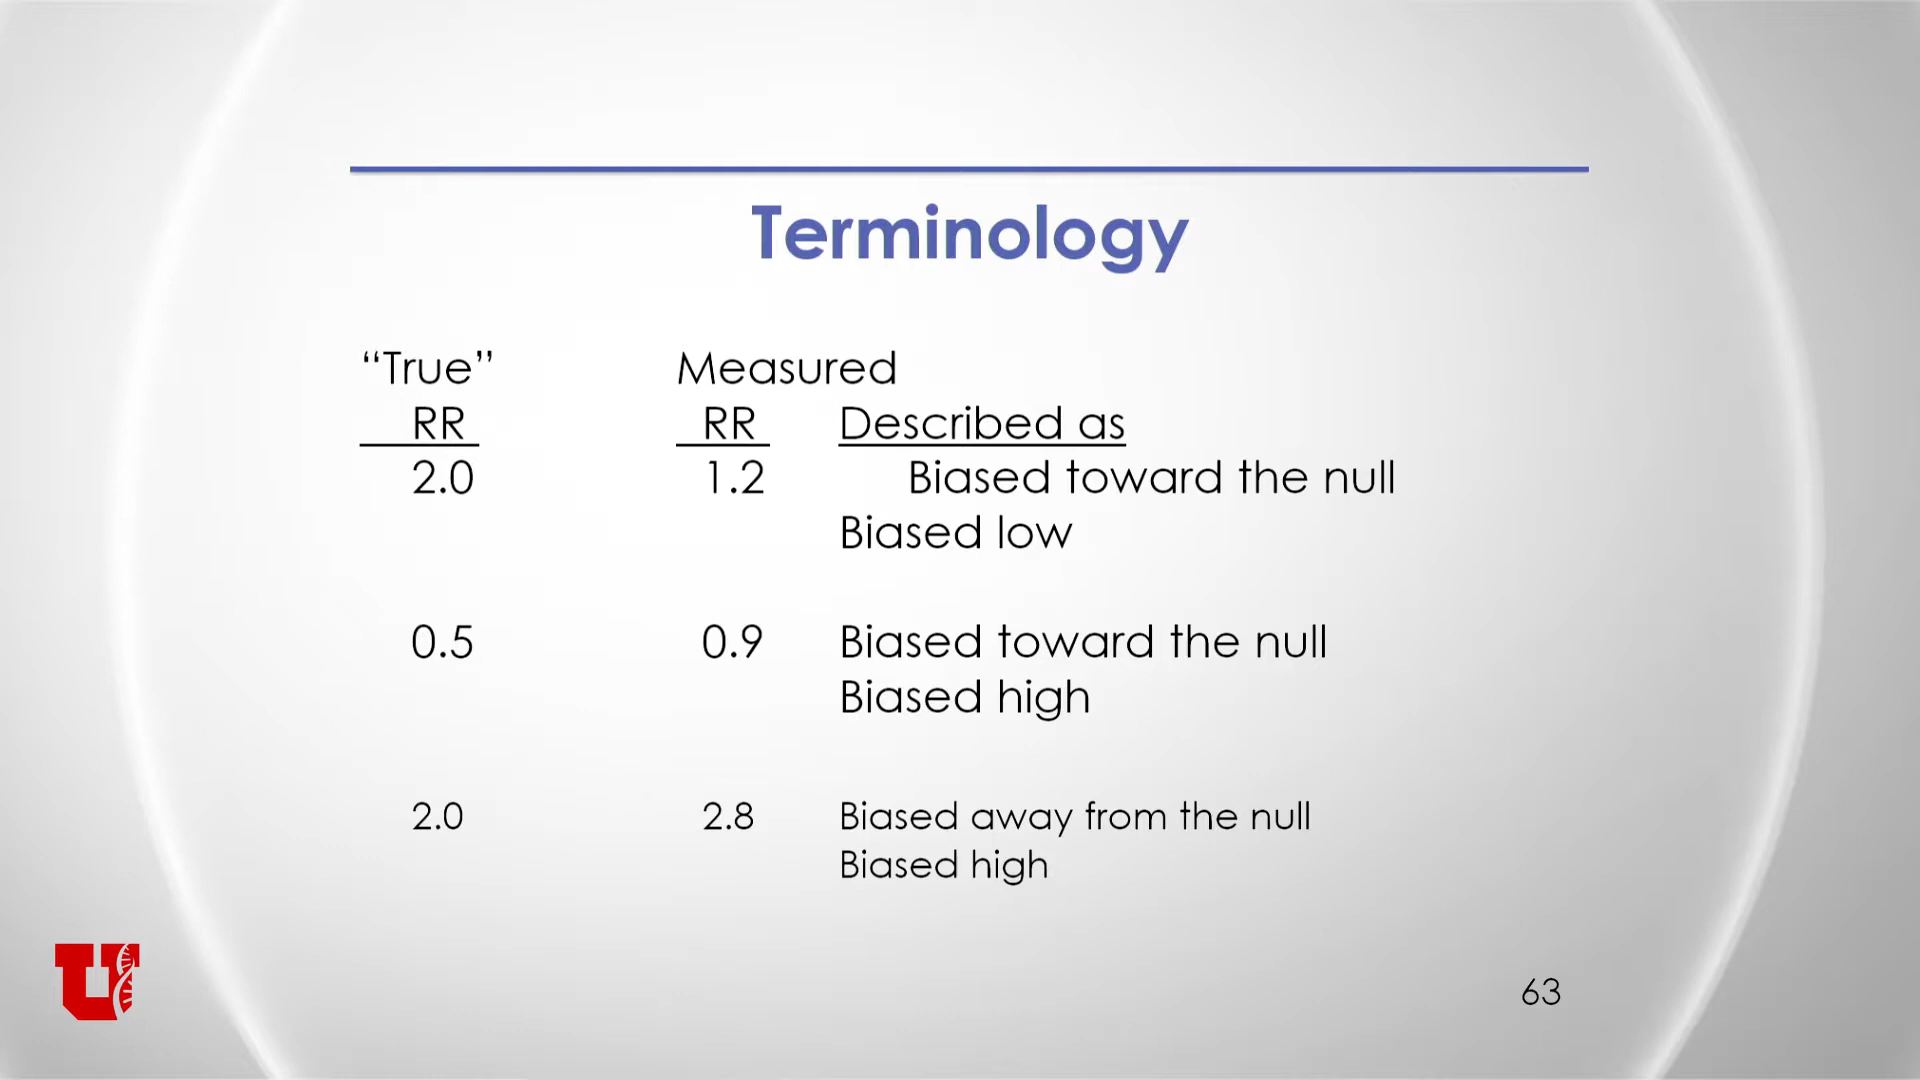 Terminology
“True” Measured
RR RR Described as
2.0 1.2 Biased toward the null
Biased low
0.5 0.9 Biased toward the null
Biased high
2.0 2.8 Biased away from the null
Biased high
U
63